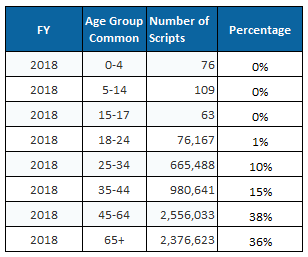 FY Age Group Common Number of Scripts Percentage
2018 0-4 76 0%
2018 5-14 109 0%
2018 15-17 63 0%
2018 18-24 76,167 1%
2018 25-34 665,488 10%
2018 35-44 980,641 15%
2018 45-64 2,556,033 38%
2018 65+ 2,376,623 36%